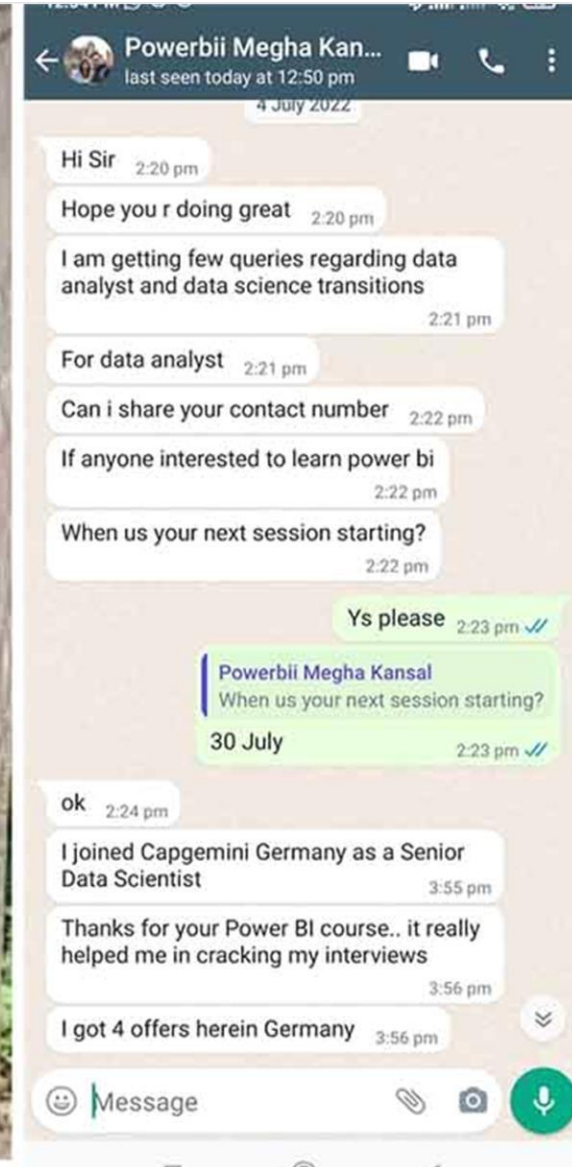 Powerbii Megha Kan...
last seen today at 12:50 pm
4 July 2022
Hi Sir 2:20 pm
Hope you r doing great 2:20 pm
I am getting few queries regarding data
analyst and data science transitions
2:21 pm
For data analyst 2:21 pm
Can i share your contact number 2:22 pm
If anyone interested to learn power bi
2:22 pm
When us your next session starting?
2:22 pm
Ys please 2:23 pm
Powerbii Megha Kansal
When us your next session starting?
30 July 2:23 pm
ok 2:24 pm
I joined Capgemini Germany as a Senior
Data Scientist 3:55 pm
Thanks for your Power BI course.. it really
helped me in cracking my interviews
3:56 pm
I got 4 offers herein Germany 3:56 pm
Message